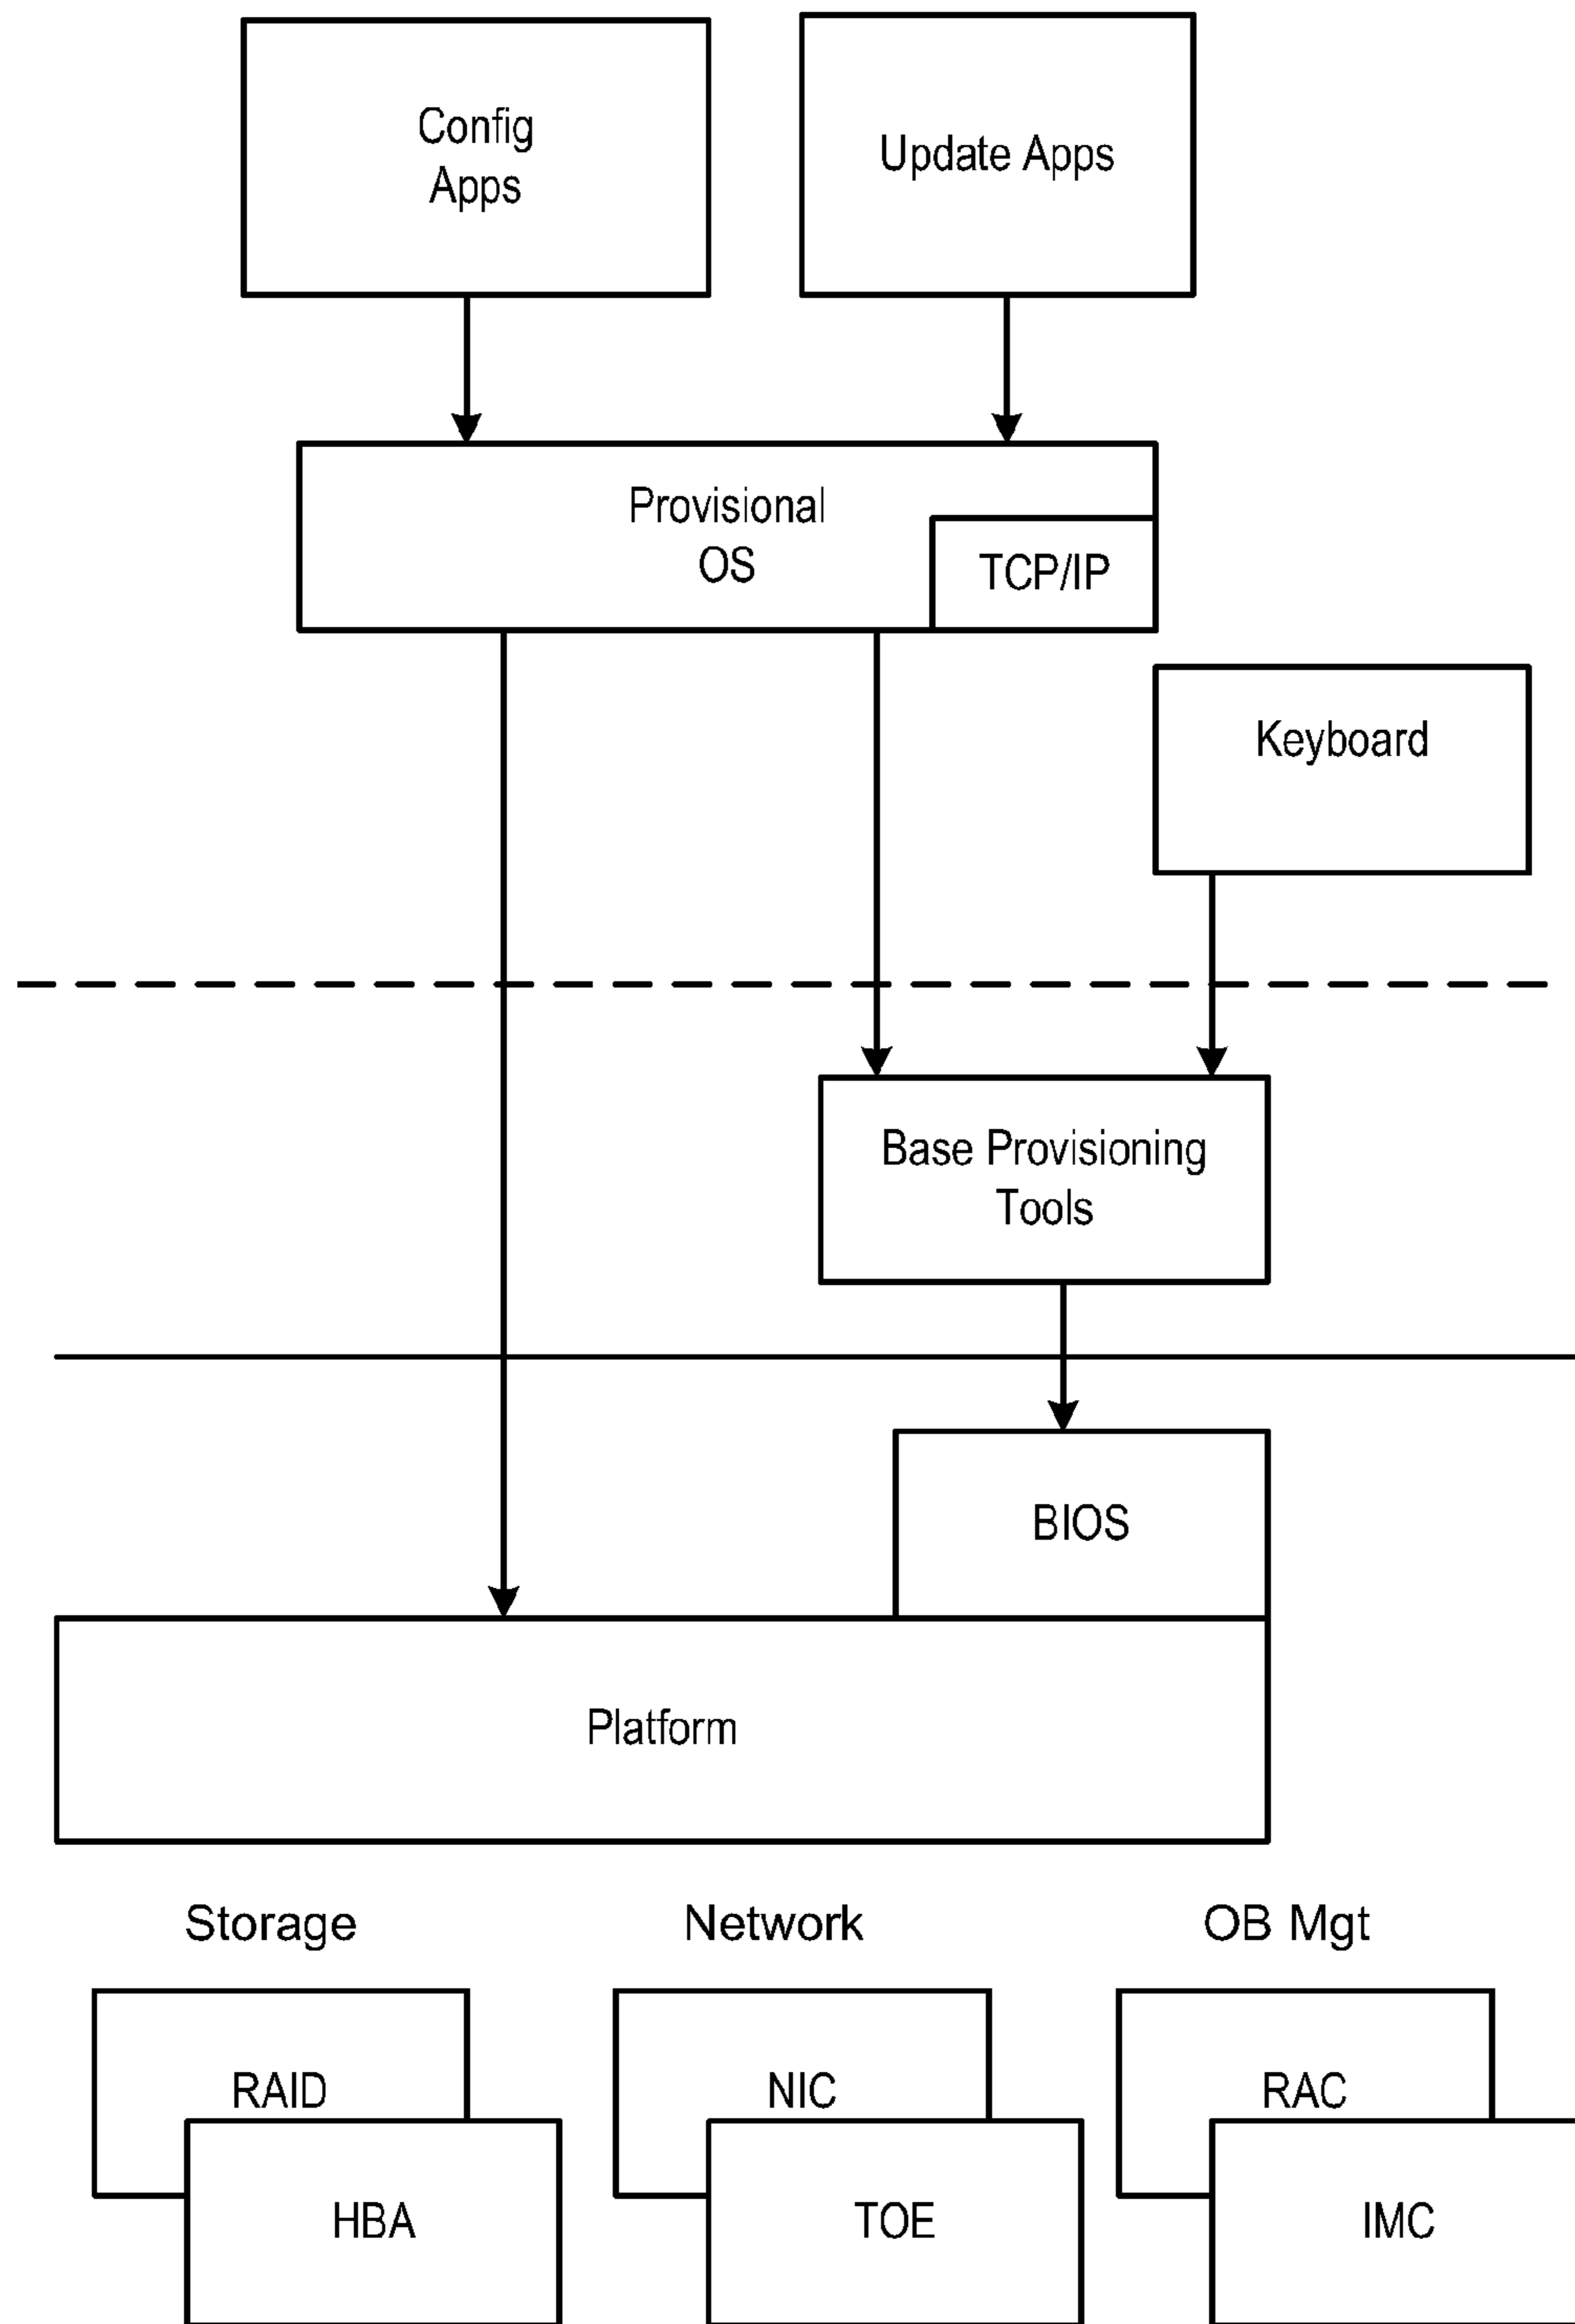 Config
Apps
Update Apps
Provisional
OS
TCP/IP
Keyboard
Base Provisioning
Tools
BIOS
Platform
Storage
Network
OB Mgt
RAID
NIC
RAC
HBA
TOE
IMC